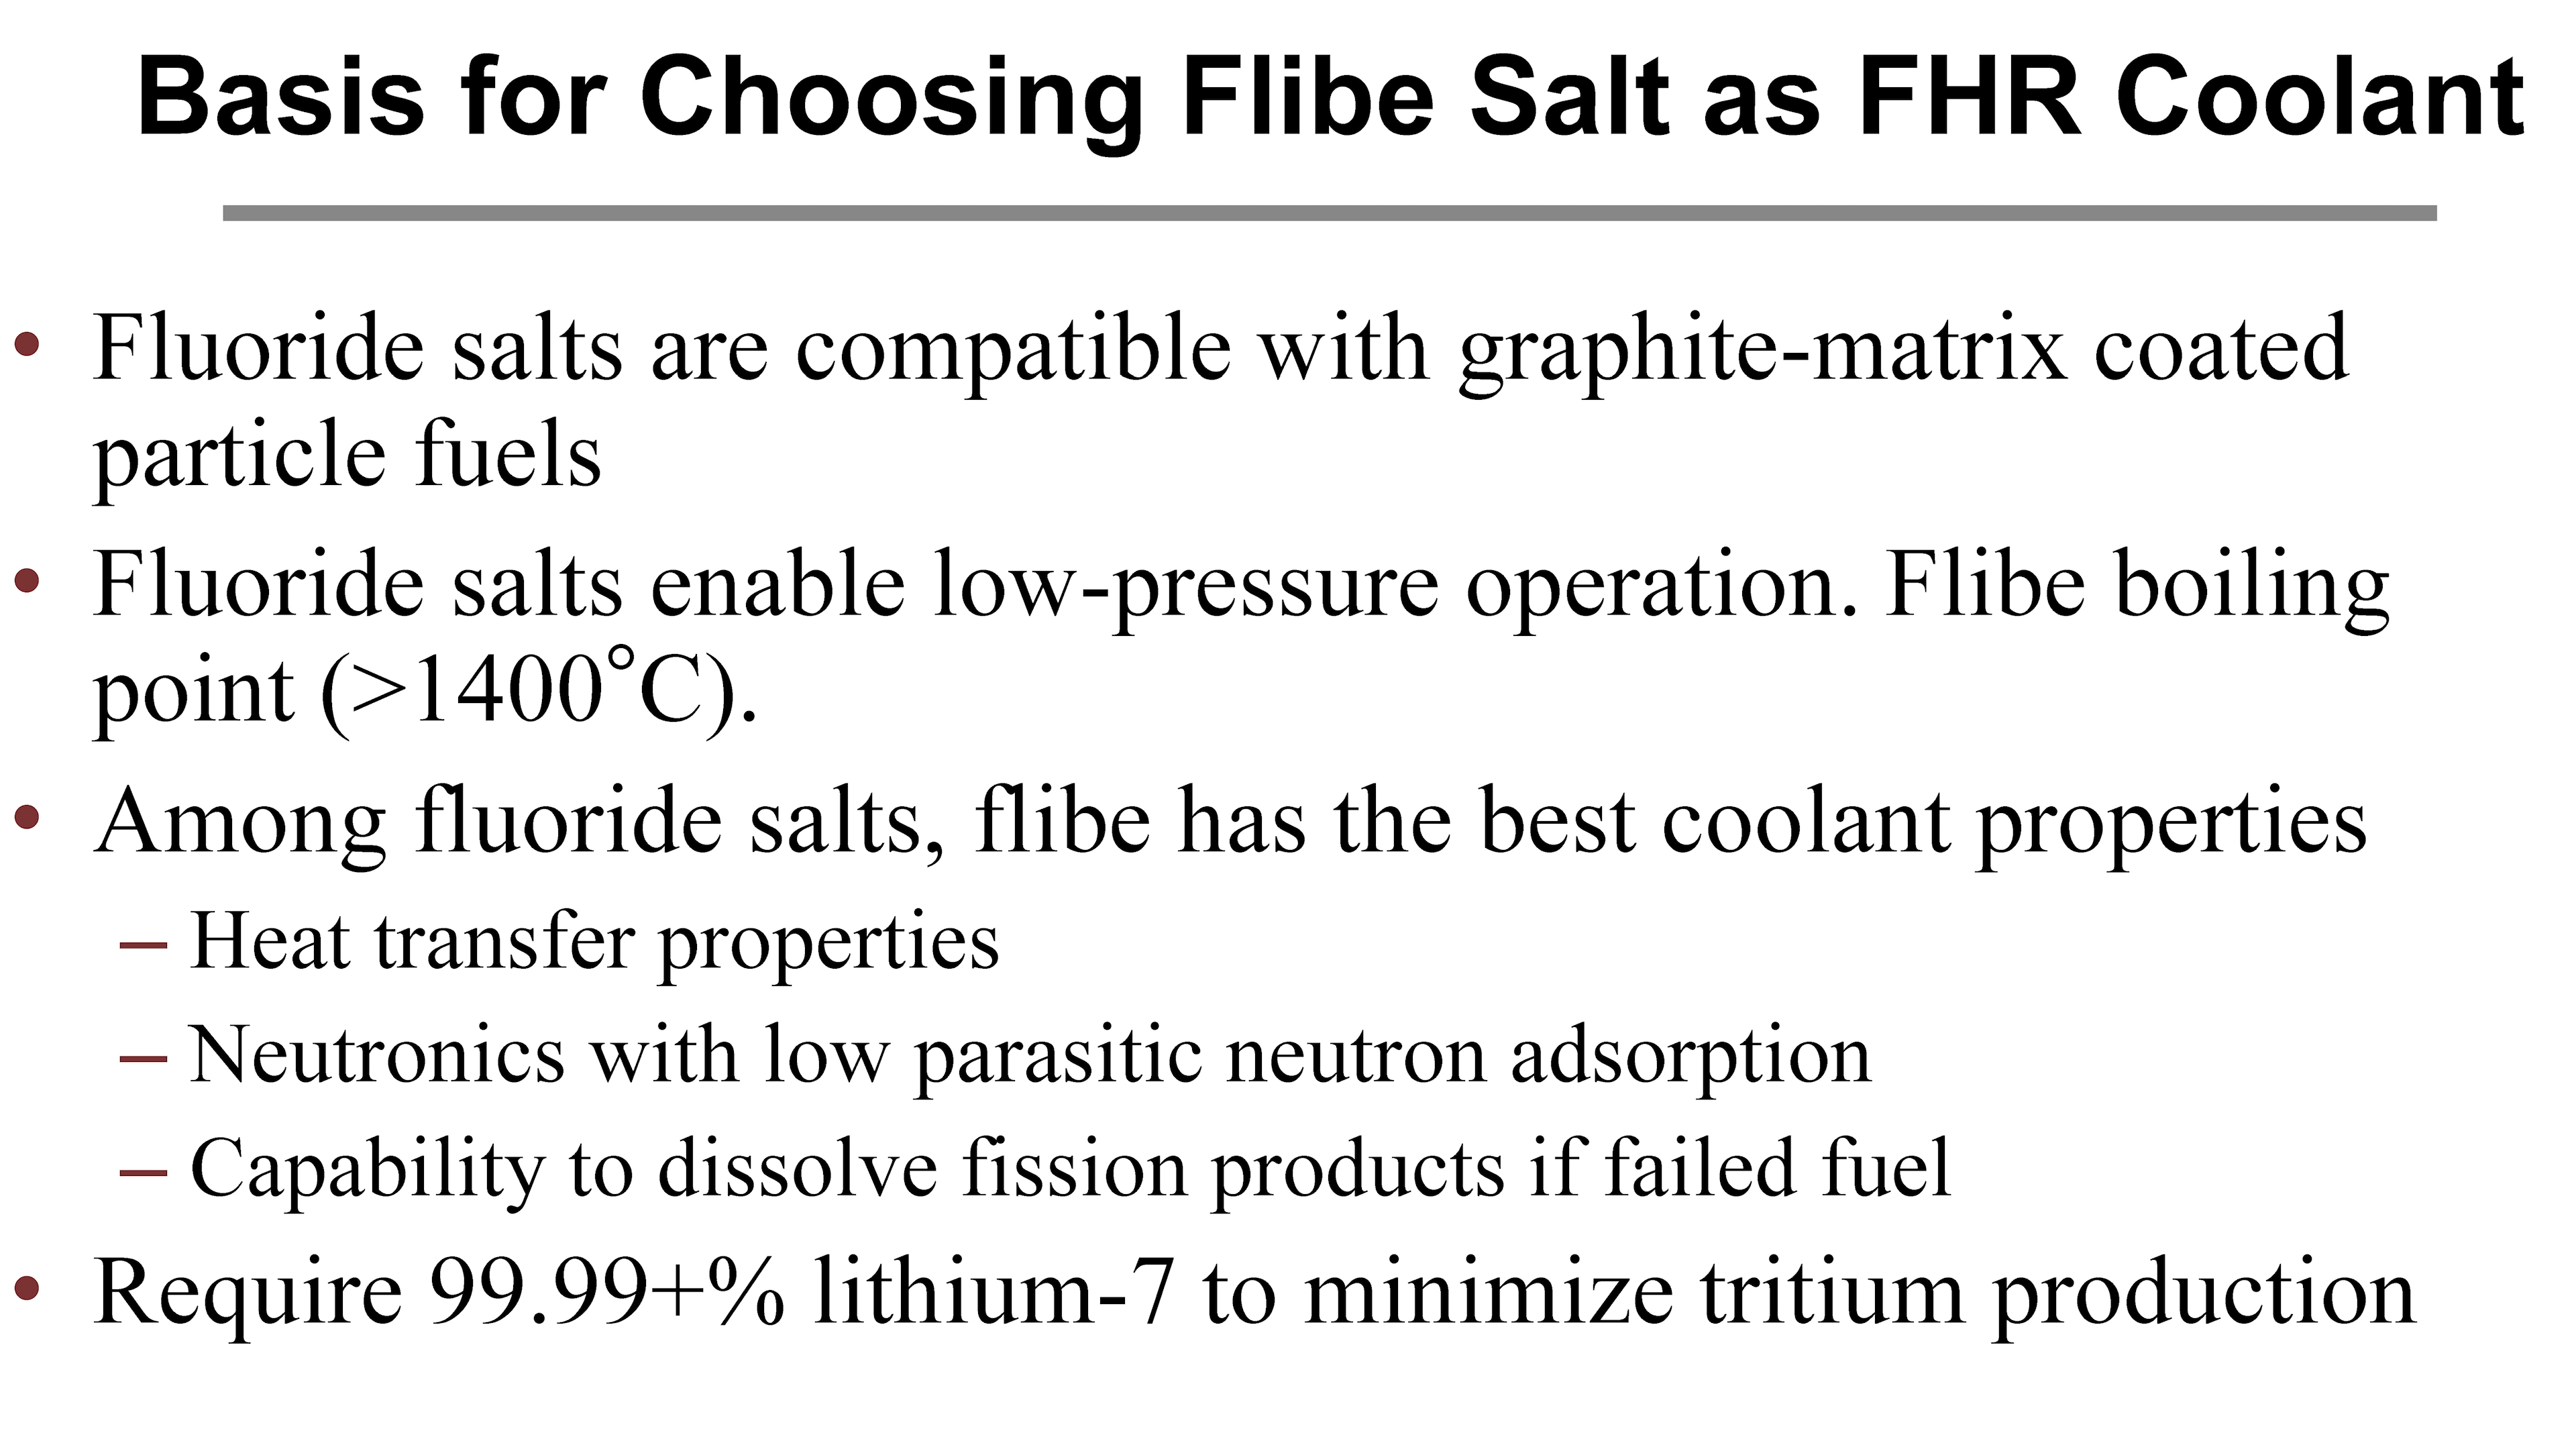 Basis for Choosing Flibe Salt as FHR Coolant
• Fluoride salts are compatible with graphite-matrix coated
particle fuels
• Fluoride salts enable low-pressure operation. Flibe boiling
point (>1400°C).
• Among fluoride salts, flibe has the best coolant properties
– Heat transfer properties
– Neutronics with low parasitic neutron adsorption
– Capability to dissolve fission products if failed fuel
• Require 99.99+% lithium-7 to minimize tritium production